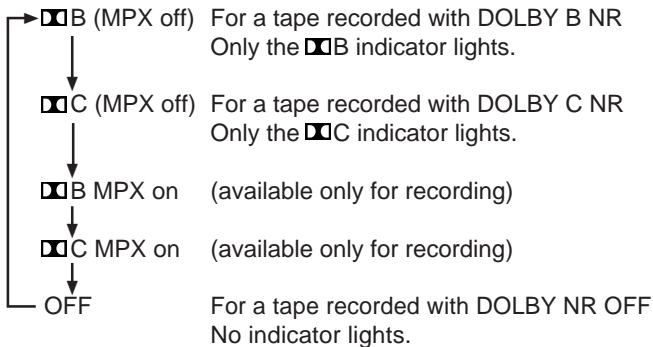 B (MPX off) For a tape recorded with DOLBY B NR
Only the B indicator lights.
C (MPX off) For a tape recorded with DOLBY C NR
Only the C indicator lights.
B MPX on (available only for recording)
C MPX on (available only for recording)
OFF For a tape recorded with DOLBY NR OFF
No indicator lights.